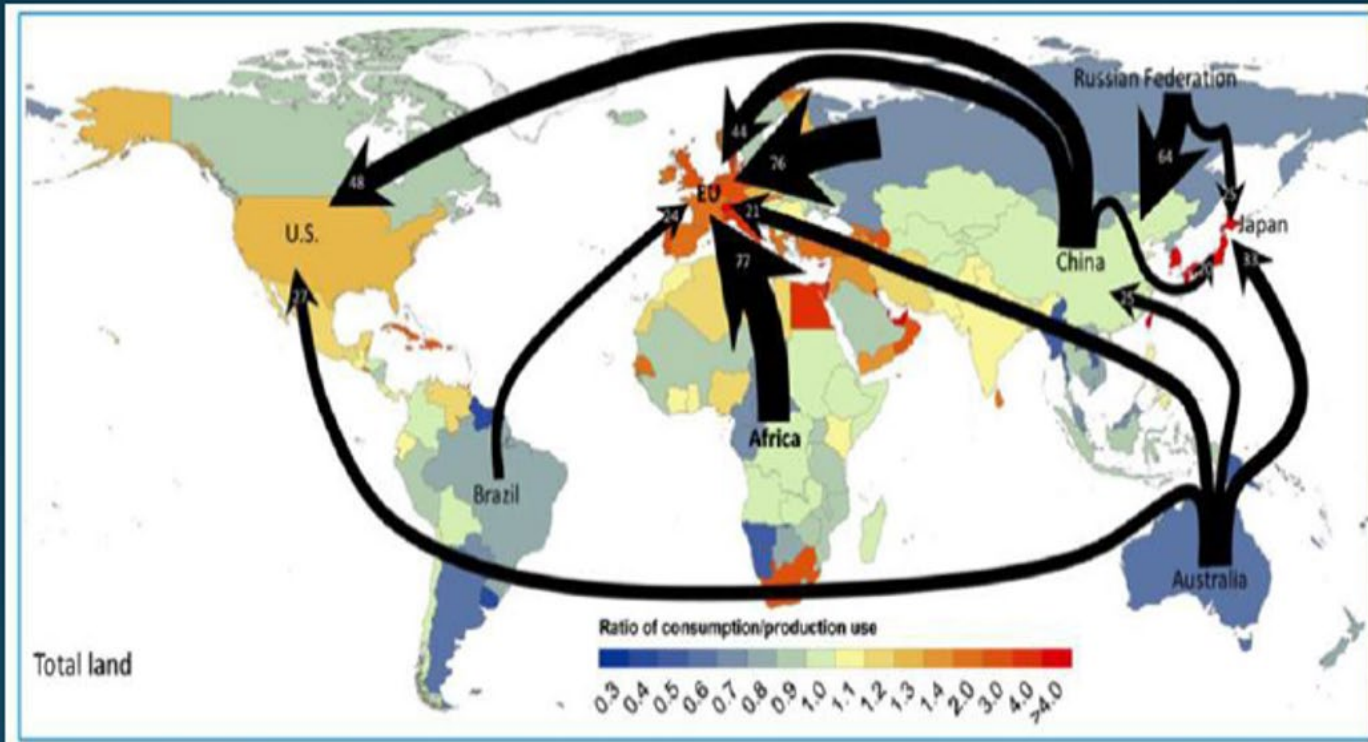 Russian Federation
44
64
48
76
EU
25
24
21
Japan
U.S.
China
77
33
27
25
Africa
Brazil
Australia
Ratio of consumption/production use
Total land
0.3 0.4 0.5 0.6 0.7 0.8 0.9 1.0 1.1 1.2 1.3 1.4 2.0 3.0 4.0 >4.0